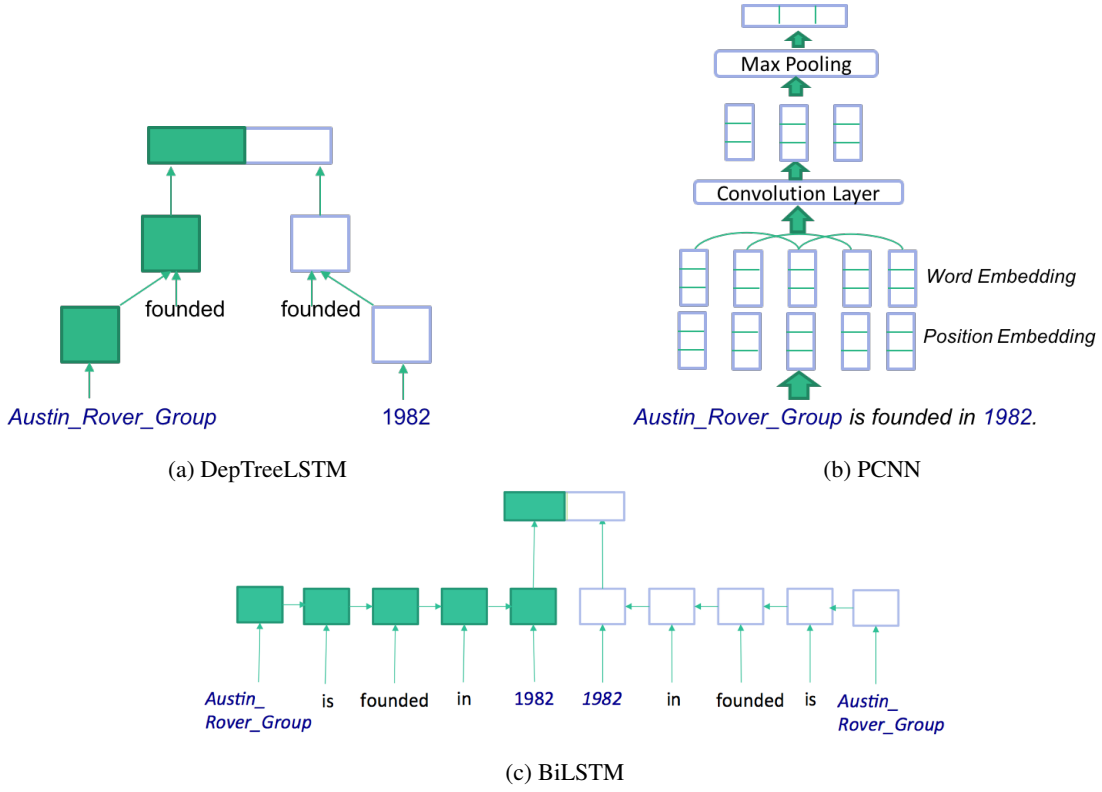 founded
founded
Austin_Rover_Group
1982
(a) DepTreeLSTM
Max Pooling
Convolution Layer
Word Embedding
Position Embedding
Austin_Rover_Group is founded in 1982.
(b) PCNN
Austin_
Rover_Group
is
founded
in
1982
1982
in
founded
is
Austin_
Rover_Group
(c) BiLSTM